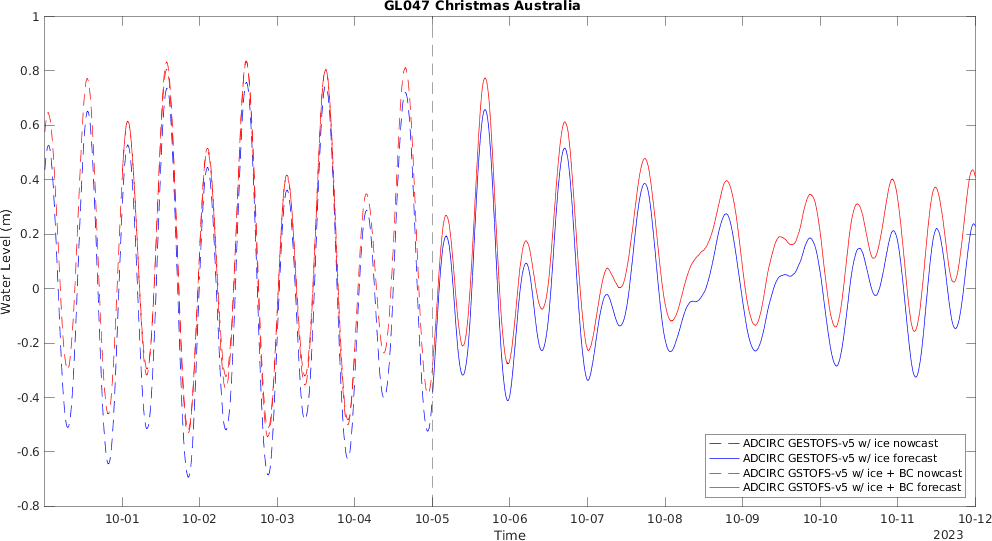 GL047 Christmas Australia
1
0.8
0.6
0.4
0.2
0
-0.2
-0.4
-0.6
-0.8
Water Level (m)
10-01 10-02 10-03 10-04 10-05 10-06 10-07 10-08 10-09 10-10 10-11 10-12
Time
2023
ADCIRC GESTOFS-v5 w/ ice nowcast
ADCIRC GESTOFS-v5 w/ ice forecast
ADCIRC GSTOFS-v5 w/ ice + BC nowcast
ADCIRC GSTOFS-v5 w/ ice + BC forecast